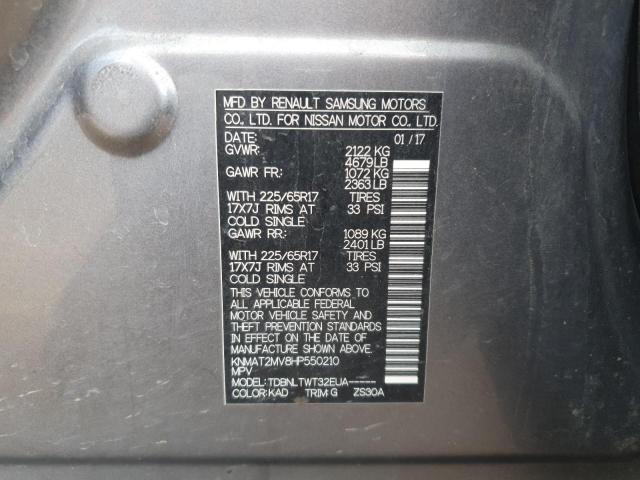 MFD BY RENAULT SAMSUNG MOTORS
CO., LTD. FOR NISSAN MOTOR CO., LTD.
DATE: 01/17
GVWR: 2122 KG
4679 LB
GAWR FR: 1072 KG
2363 LB
WITH 225/65R17 TIRES
17X7J RIMS AT 33 PSI
COLD SINGLE
GAWR RR: 1089 KG
2401 LB
WITH 225/65R17 TIRES
17X7J RIMS AT 33 PSI
COLD SINGLE
THIS VEHICLE CONFORMS TO
ALL APPLICABLE FEDERAL
MOTOR VEHICLE SAFETY AND
THEFT PREVENTION STANDARDS
IN EFFECT ON THE DATE OF
MANUFACTURE SHOWN ABOVE.
KNMAT2MV8HP550210
MPV
MODEL: TDBNLTWT32EUA------
COLOR: KAD TRIM: G ZS30A